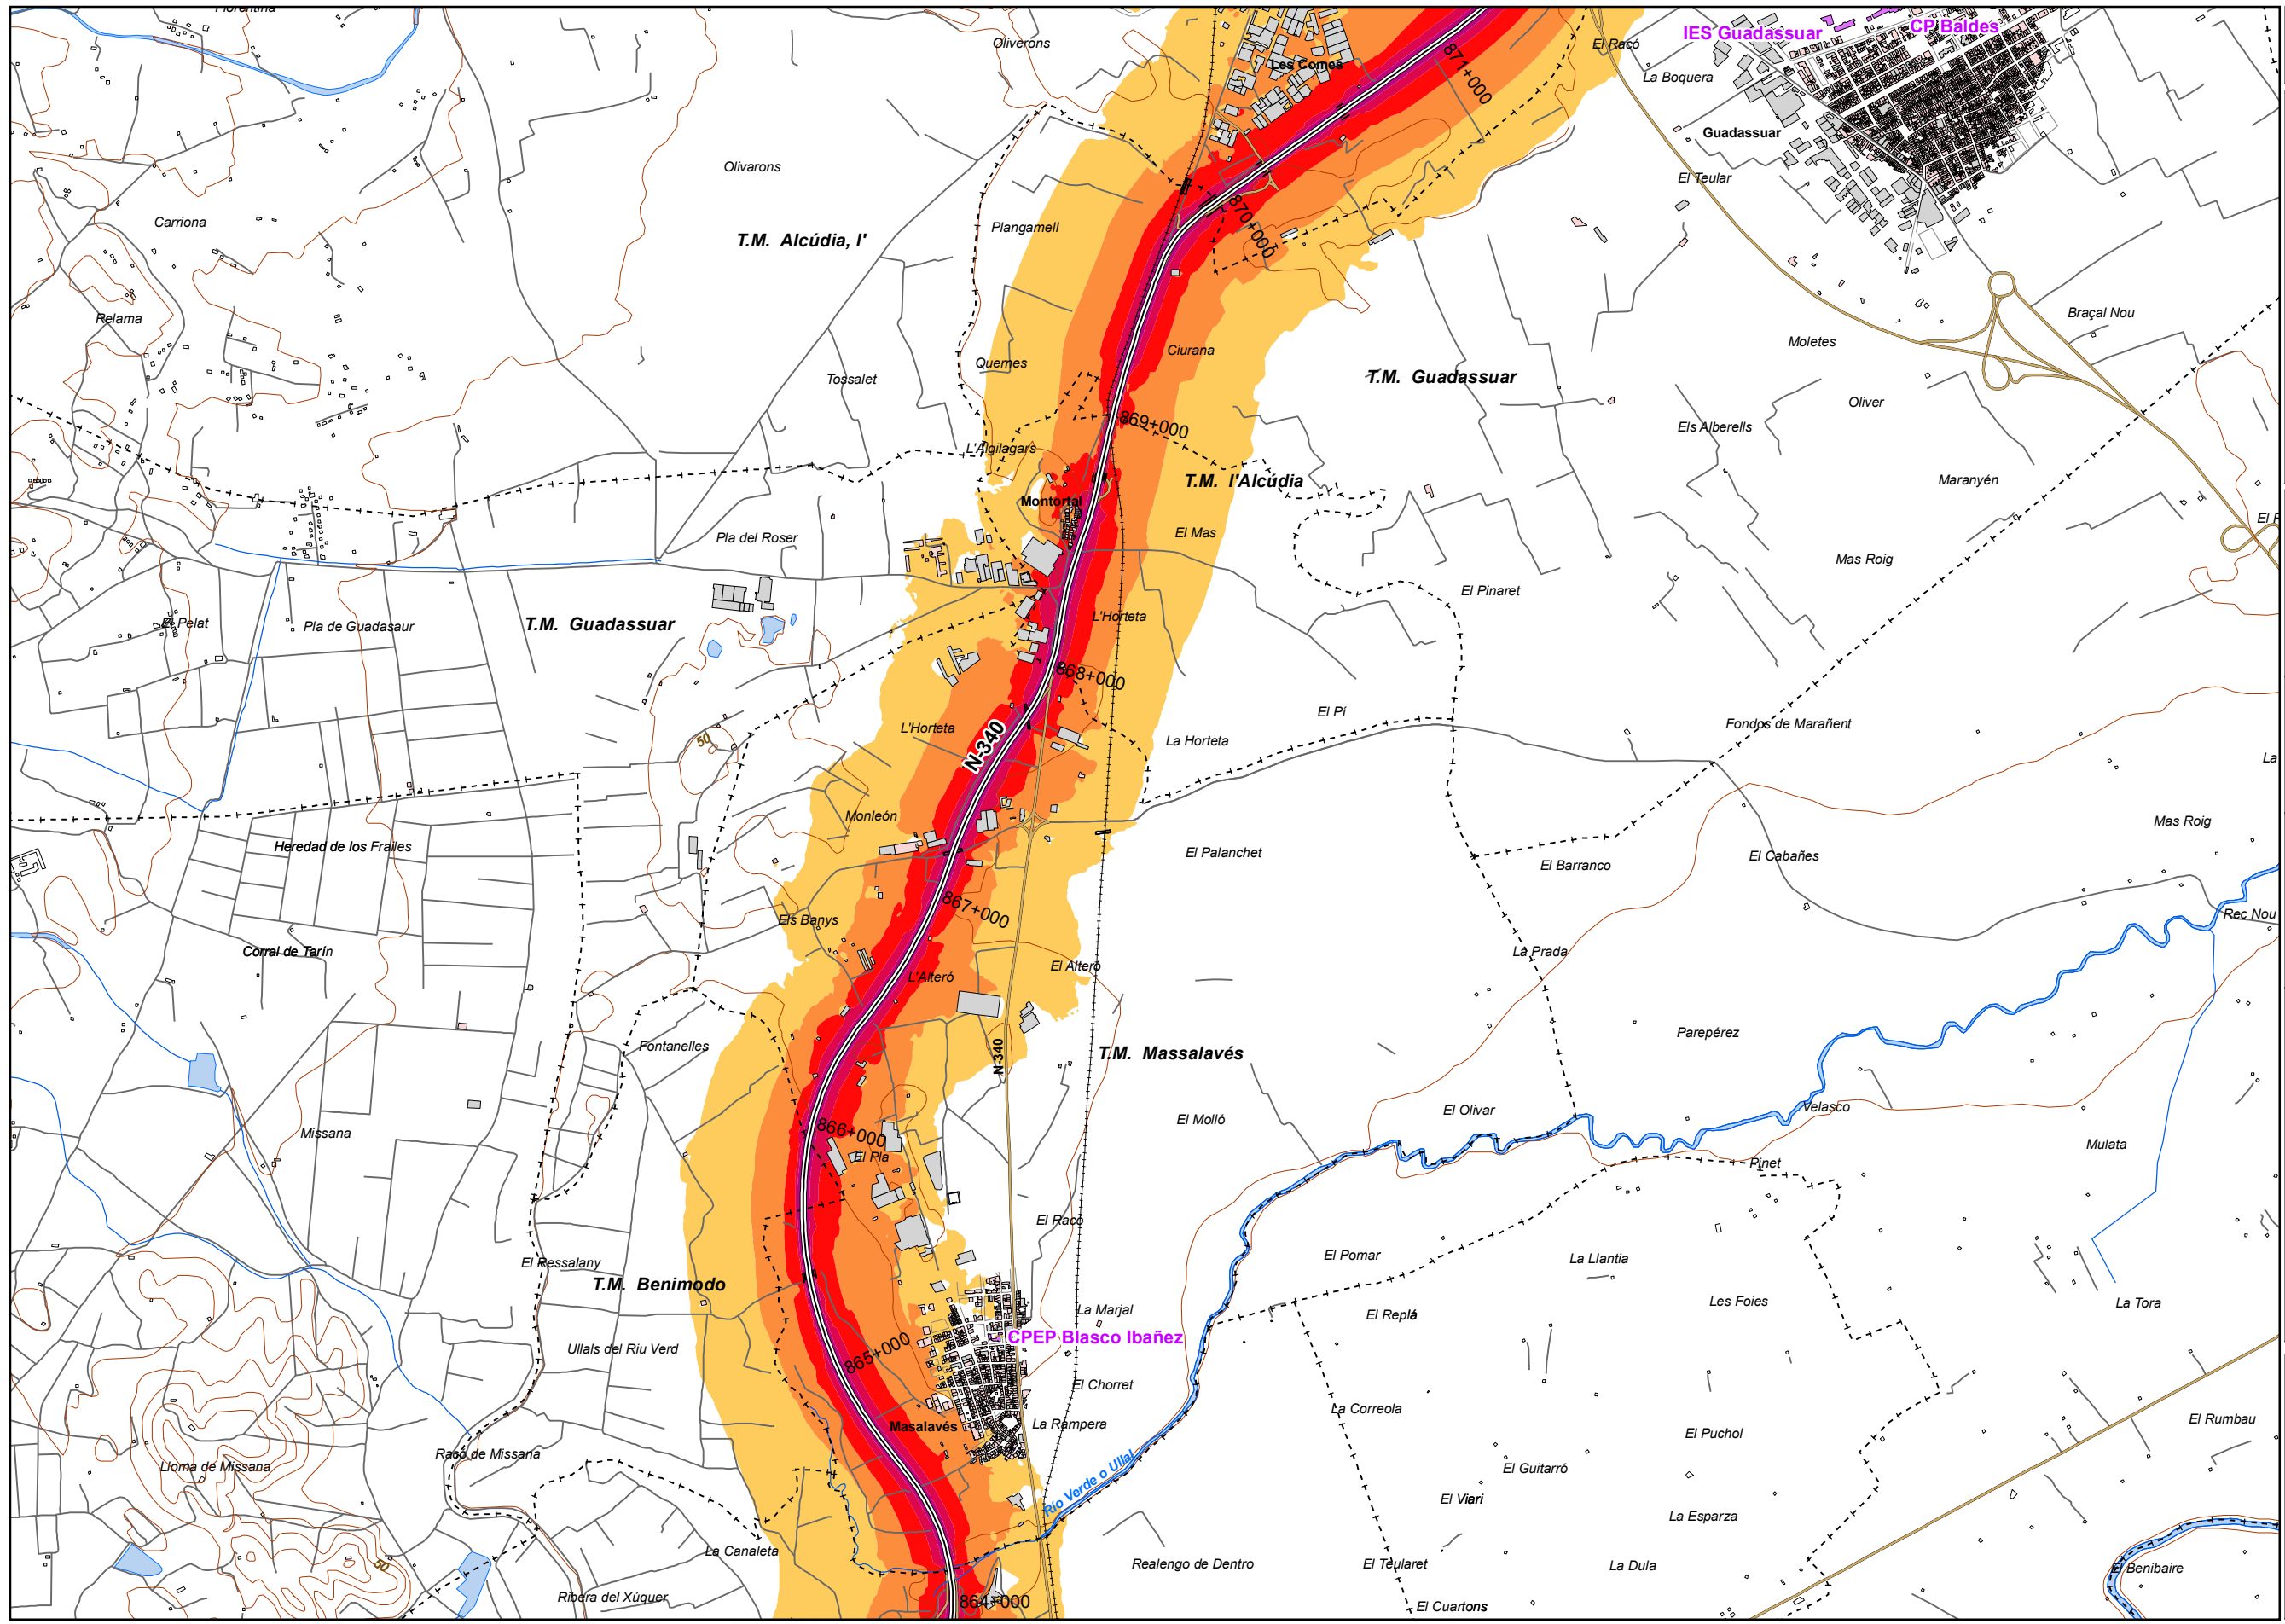 Florentina
Oliverons
El Racó
IES Guadassuar
CP Baldes
Les Comes
871+000
La Boquera
Guadassuar
Olivarons
El Teular
Carriona
Plangamell
T.M. Alcúdia, l'
870+000
Relama
Braçal Nou
Moletes
Quernes
Ciurana
Tossalet
T.M. Guadassuar
Oliver
869+000
Els Alberells
L'Algilagars
T.M. l'Alcúdia
Maranyén
Montortal
El Mas
Pla del Roser
Mas Roig
El Pinaret
El Pelat
Pla de Guadasaur
T.M. Guadassuar
L'Horteta
868+000
El Pí
L'Horteta
N-340
La Horteta
Fondos de Marañent
50
La
Monleón
Mas Roig
Heredad de los Frailes
El Palanchet
El Barranco
El Cabañes
867+000
Els Banys
Rec Nou
Corral de Tarín
La Prada
El Alteró
L'Alteró
Parepérez
Fontanelles
N-340
T.M. Massalavés
Velasco
El Olivar
El Molló
866+000
Missana
Mulata
El Pla
Pinet
El Racó
El Pomar
La Llantia
El Ressalany
T.M. Benimodo
Les Foies
La Tora
La Marjal
El Replá
CPEP Blasco Ibañez
Ullals del Riu Verd
865+000
El Chorret
La Correola
El Rumbau
Masalavés
La Rampera
El Puchol
Racó de Missana
Lloma de Missana
El Guitarró
Río Verde o Ullal
El Viari
La Esparza
La Canaleta
Realengo de Dentro
El Teularet
La Dula
El Benibaire
50
Ribera del Xúquer
864+000
El Cuartons